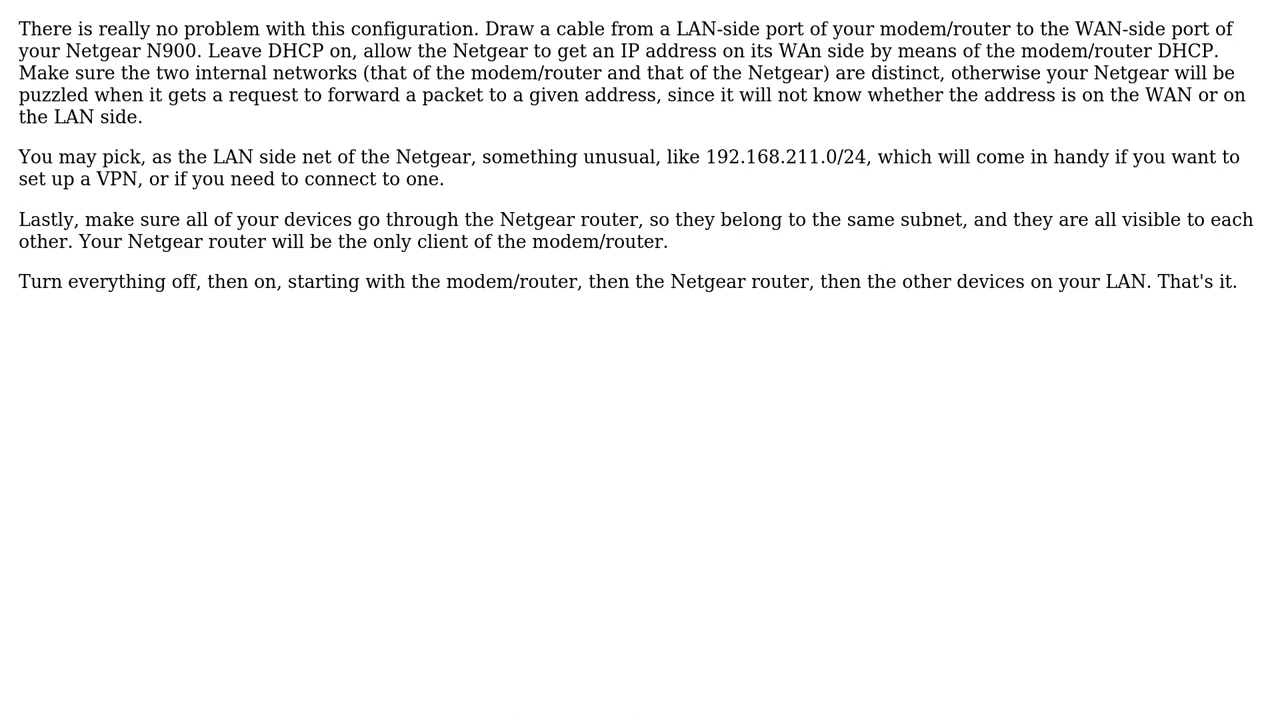 There is really no problem with this configuration. Draw a cable from a LAN-side port of your modem/router to the WAN-side port of
your Netgear N900. Leave DHCP on, allow the Netgear to get an IP address on its WAn side by means of the modem/router DHCP.
Make sure the two internal networks (that of the modem/router and that of the Netgear) are distinct, otherwise your Netgear will be
puzzled when it gets a request to forward a packet to a given address, since it will not know whether the address is on the WAN or on
the LAN side.
You may pick, as the LAN side net of the Netgear, something unusual, like 192.168.211.0/24, which will come in handy if you want to
set up a VPN, or if you need to connect to one.
Lastly, make sure all of your devices go through the Netgear router, so they belong to the same subnet, and they are all visible to each
other. Your Netgear router will be the only client of the modem/router.
Turn everything off, then on, starting with the modem/router, then the Netgear router, then the other devices on your LAN. That's it.